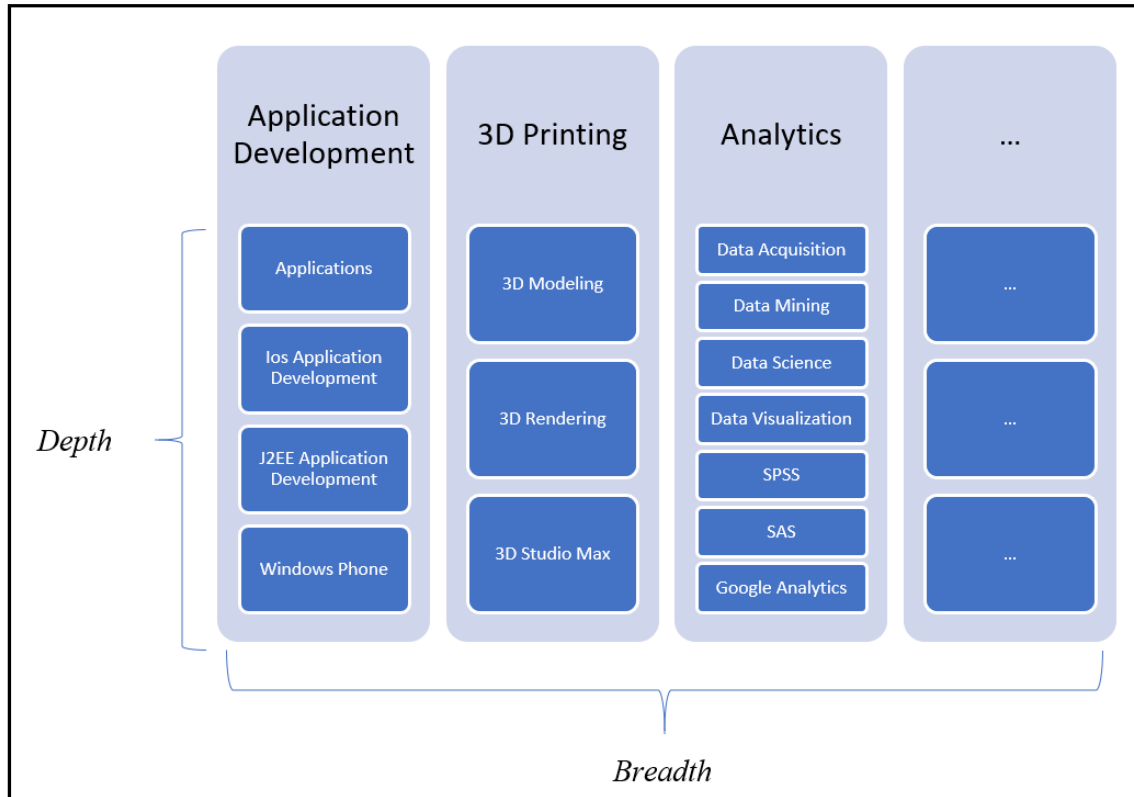 Application
Development
3D Printing
Analytics
...
Depth
Applications
Ios Application
Development
J2EE Application
Development
Windows Phone
3D Modeling
3D Rendering
3D Studio Max
Data Acquisition
Data Mining
Data Science
Data Visualization
SPSS
SAS
Google Analytics
...
...
...
Breadth